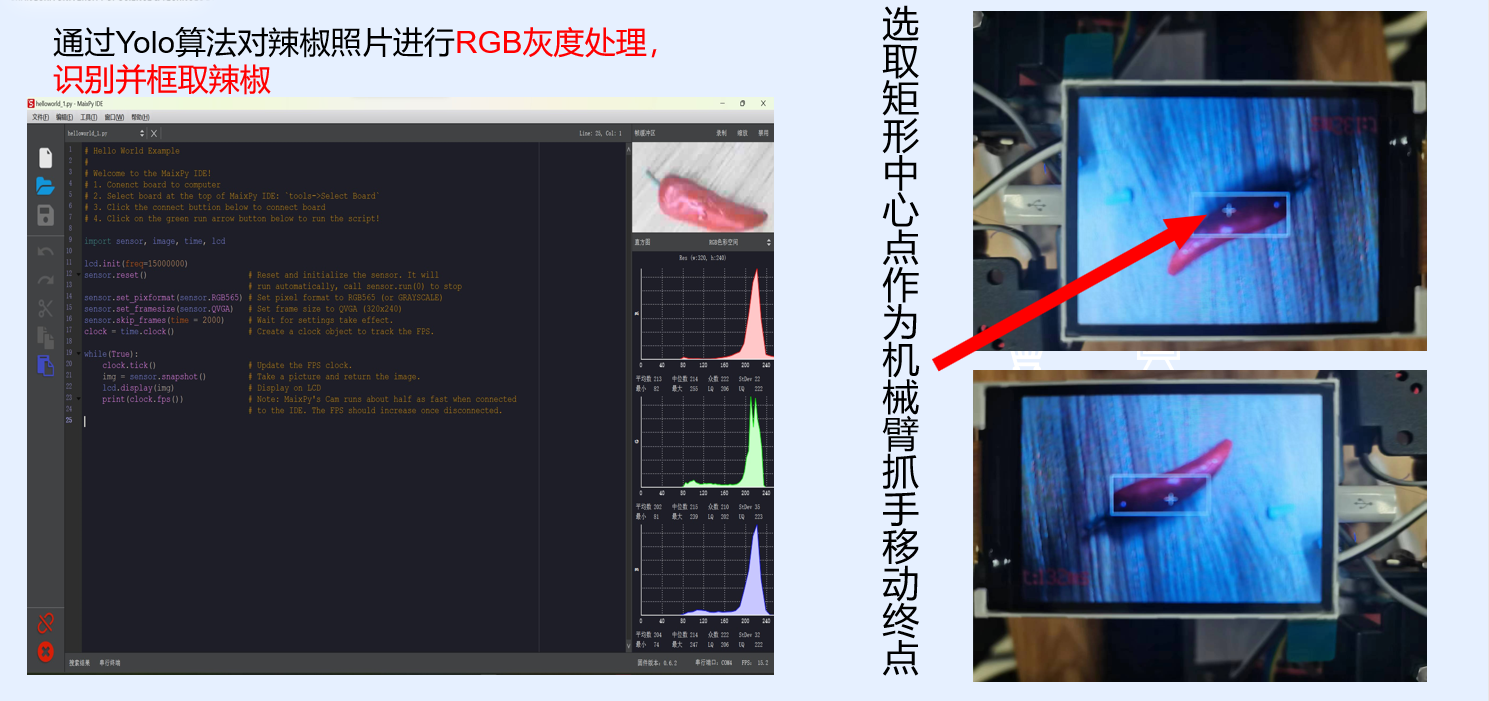 通过Yolo算法对辣椒照片进行RGB灰度处理，
识别并框取辣椒
选取矩形中心点作为机械臂抓手移动终点
helloworld_1.py - MaixPy IDE
文件(F) 编辑(E) 工具(T) 窗口(W) 帮助(H)
helloworld_1.py
Line: 25, Col: 1
帧缓冲区 录制 缩放 禁用
1 # Hello World Example
2 #
3 # Welcome to the MaixPy IDE!
4 # 1. Conenct board to computer
5 # 2. Select board at the top of MaixPy IDE: `tools->Select Board`
6 # 3. Click the connect buttion below to connect board
7 # 4. Click on the green run arrow button below to run the script!
8
9 import sensor, image, time, lcd
10
11 lcd.init(freq=15000000)
12 sensor.reset() # Reset and initialize the sensor. It will
13 # run automatically, call sensor.run(0) to stop
14 sensor.set_pixformat(sensor.RGB565) # Set pixel format to RGB565 (or GRAYSCALE)
15 sensor.set_framesize(sensor.QVGA) # Set frame size to QVGA (320x240)
16 sensor.skip_frames(time = 2000) # Wait for settings take effect.
17 clock = time.clock() # Create a clock object to track the FPS.
18
19 while(True):
20 clock.tick() # Update the FPS clock.
21 img = sensor.snapshot() # Take a picture and return the image.
22 lcd.display(img) # Display on LCD
23 print(clock.fps()) # Note: MaixPy's Cam runs about half as fast when connected
24 # to the IDE. The FPS should increase once disconnected.
25
直方图 RGB色彩空间
Res (w:320, h:240)
R
0 40 80 120 160 200 240
平均数 213 中位数 214 众数 222 StDev 22
最小 82 最大 255 LQ 206 UQ 222
G
0 40 80 120 160 200 240
平均数 202 中位数 215 众数 210 StDev 35
最小 81 最大 239 LQ 202 UQ 223
B
0 40 80 120 160 200 240
平均数 204 中位数 214 众数 222 StDev 32
最小 74 最大 247 LQ 206 UQ 222
搜索结果 串行终端
固件版本: 0.6.2 串行端口: COM4 FPS: 15.2
t:133ms
t:132ms